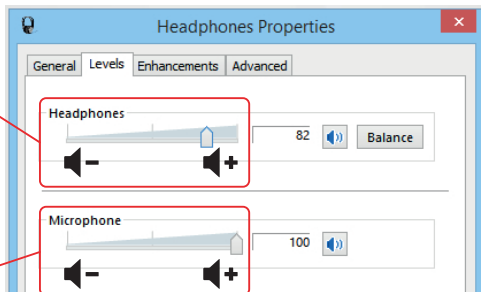 Headphones Properties
General Levels Enhancements Advanced
Headphones
82 Balance
Microphone
100